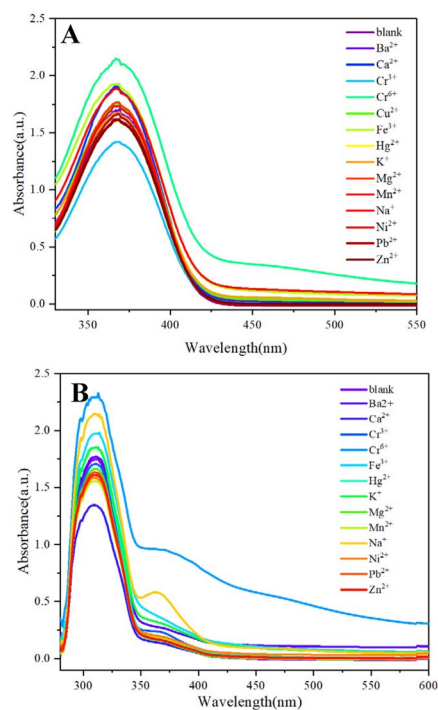 A
2.5
2.0
1.5
1.0
0.5
0.0
Absorbance(a.u.)
350 400 450 500 550
Wavelength(nm)
blank
Ba²⁺
Ca²⁺
Cr³⁺
Cr⁶⁺
Cu²⁺
Fe³⁺
Hg²⁺
K⁺
Mg²⁺
Mn²⁺
Na⁺
Ni²⁺
Pb²⁺
Zn²⁺
B
2.5
2.0
1.5
1.0
0.5
0.0
Absorbance(a.u.)
300 350 400 450 500 550 600
Wavelength(nm)
blank
Ba2+
Ca²⁺
Cr³⁺
Cr⁶⁺
Fe³⁺
Hg²⁺
K⁺
Mg²⁺
Mn²⁺
Na⁺
Ni²⁺
Pb²⁺
Zn²⁺